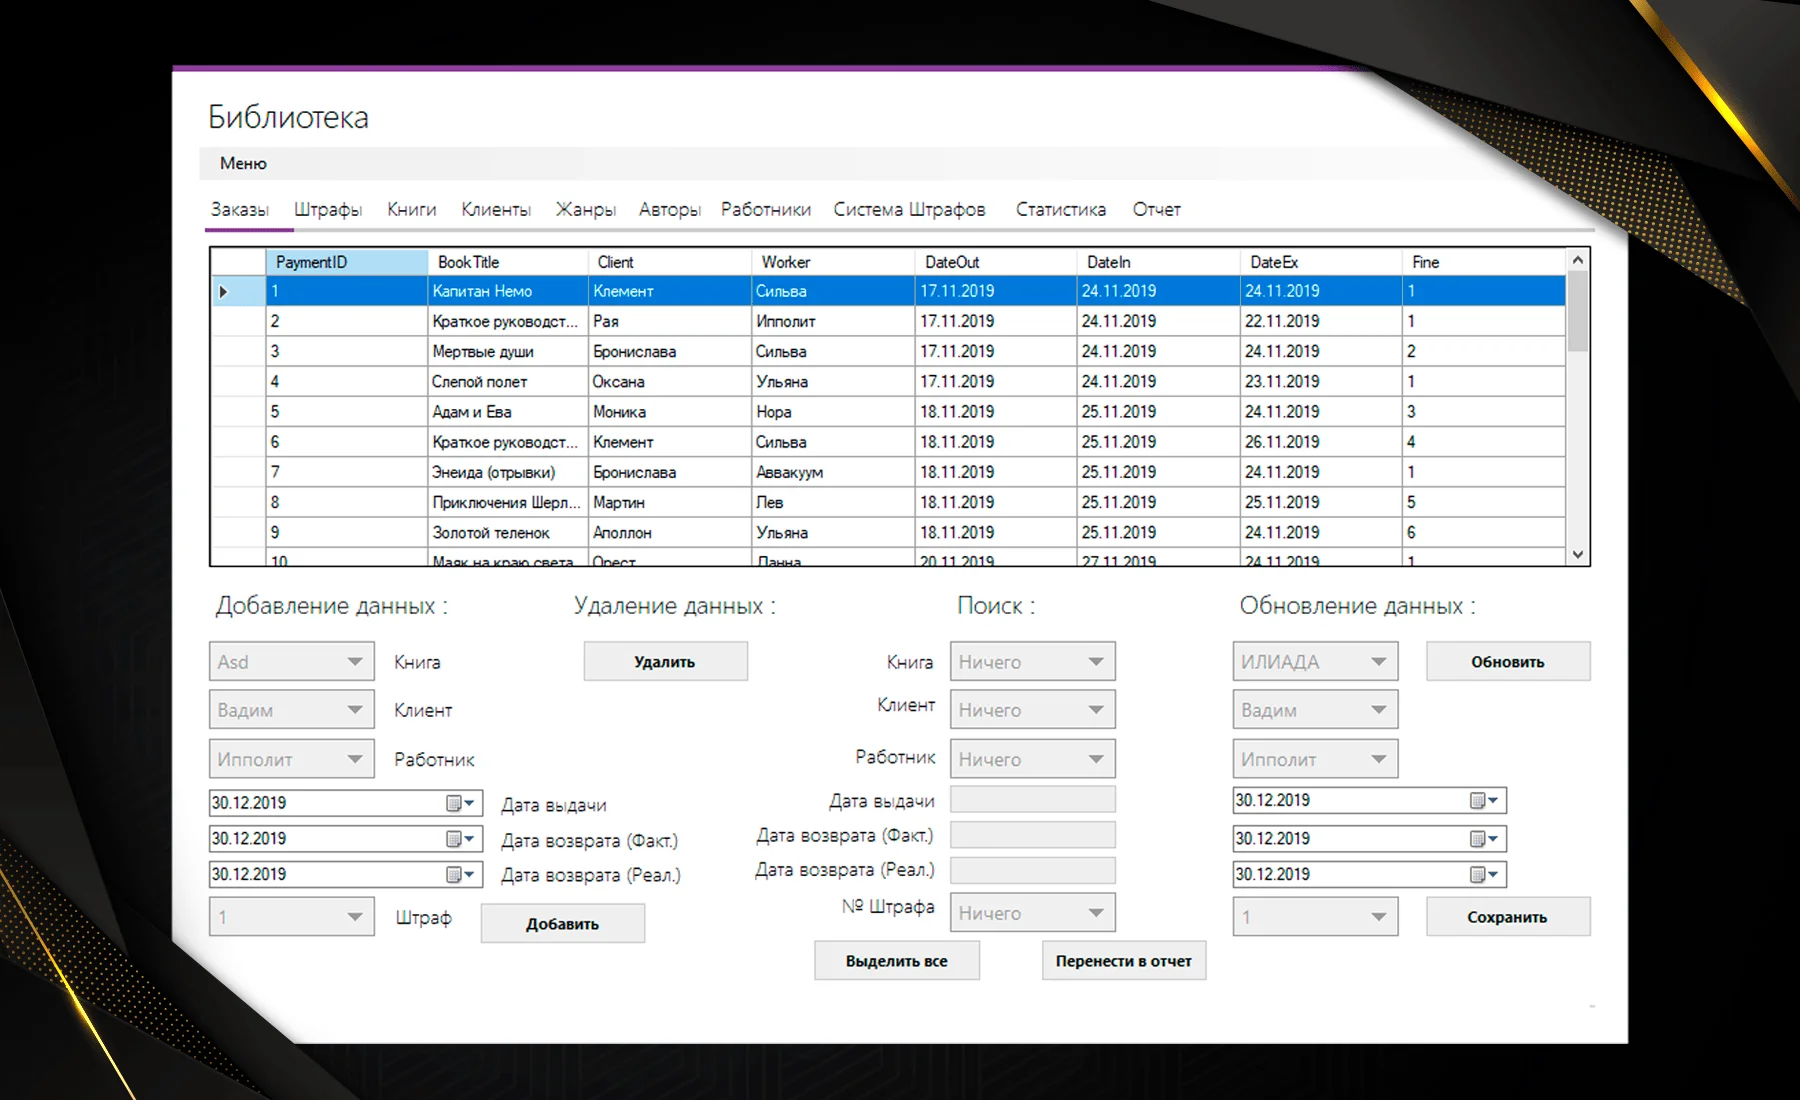 Библиотека
Меню
Заказы Штрафы Книги Клиенты Жанры Авторы Работники Система Штрафов Статистика Отчет
PaymentID BookTitle Client Worker DateOut DateIn DateEx Fine
1 Капитан Немо Клемент Сильва 17.11.2019 24.11.2019 24.11.2019 1
2 Краткое руководст... Рая Ипполит 17.11.2019 24.11.2019 22.11.2019 1
3 Мертвые души Бронислава Сильва 17.11.2019 24.11.2019 24.11.2019 2
4 Слепой полет Оксана Ульяна 17.11.2019 24.11.2019 23.11.2019 1
5 Адам и Ева Моника Нора 18.11.2019 25.11.2019 24.11.2019 3
6 Краткое руководст... Клемент Сильва 18.11.2019 25.11.2019 26.11.2019 4
7 Энеида (отрывки) Бронислава Аввакуум 18.11.2019 25.11.2019 24.11.2019 1
8 Приключения Шерл... Мартин Лев 18.11.2019 25.11.2019 25.11.2019 5
9 Золотой теленок Аполлон Ульяна 18.11.2019 25.11.2019 24.11.2019 6
10 Маяк на краю света Орест 20.11.2019 27.11.2019 24.11.2019 1
Добавление данных : Удаление данных : Поиск : Обновление данных :
Asd Книга Удалить Книга Ничего ИЛИАДА Обновить
Вадим Клиент Клиент Ничего Вадим
Ипполит Работник Работник Ничего Ипполит
30.12.2019 Дата выдачи Дата выдачи 30.12.2019
30.12.2019 Дата возврата (Факт.) Дата возврата (Факт.) 30.12.2019
30.12.2019 Дата возврата (Реал.) Дата возврата (Реал.) 30.12.2019
1 Штраф Добавить № Штрафа Ничего 1 Сохранить
Выделить все Перенести в отчет